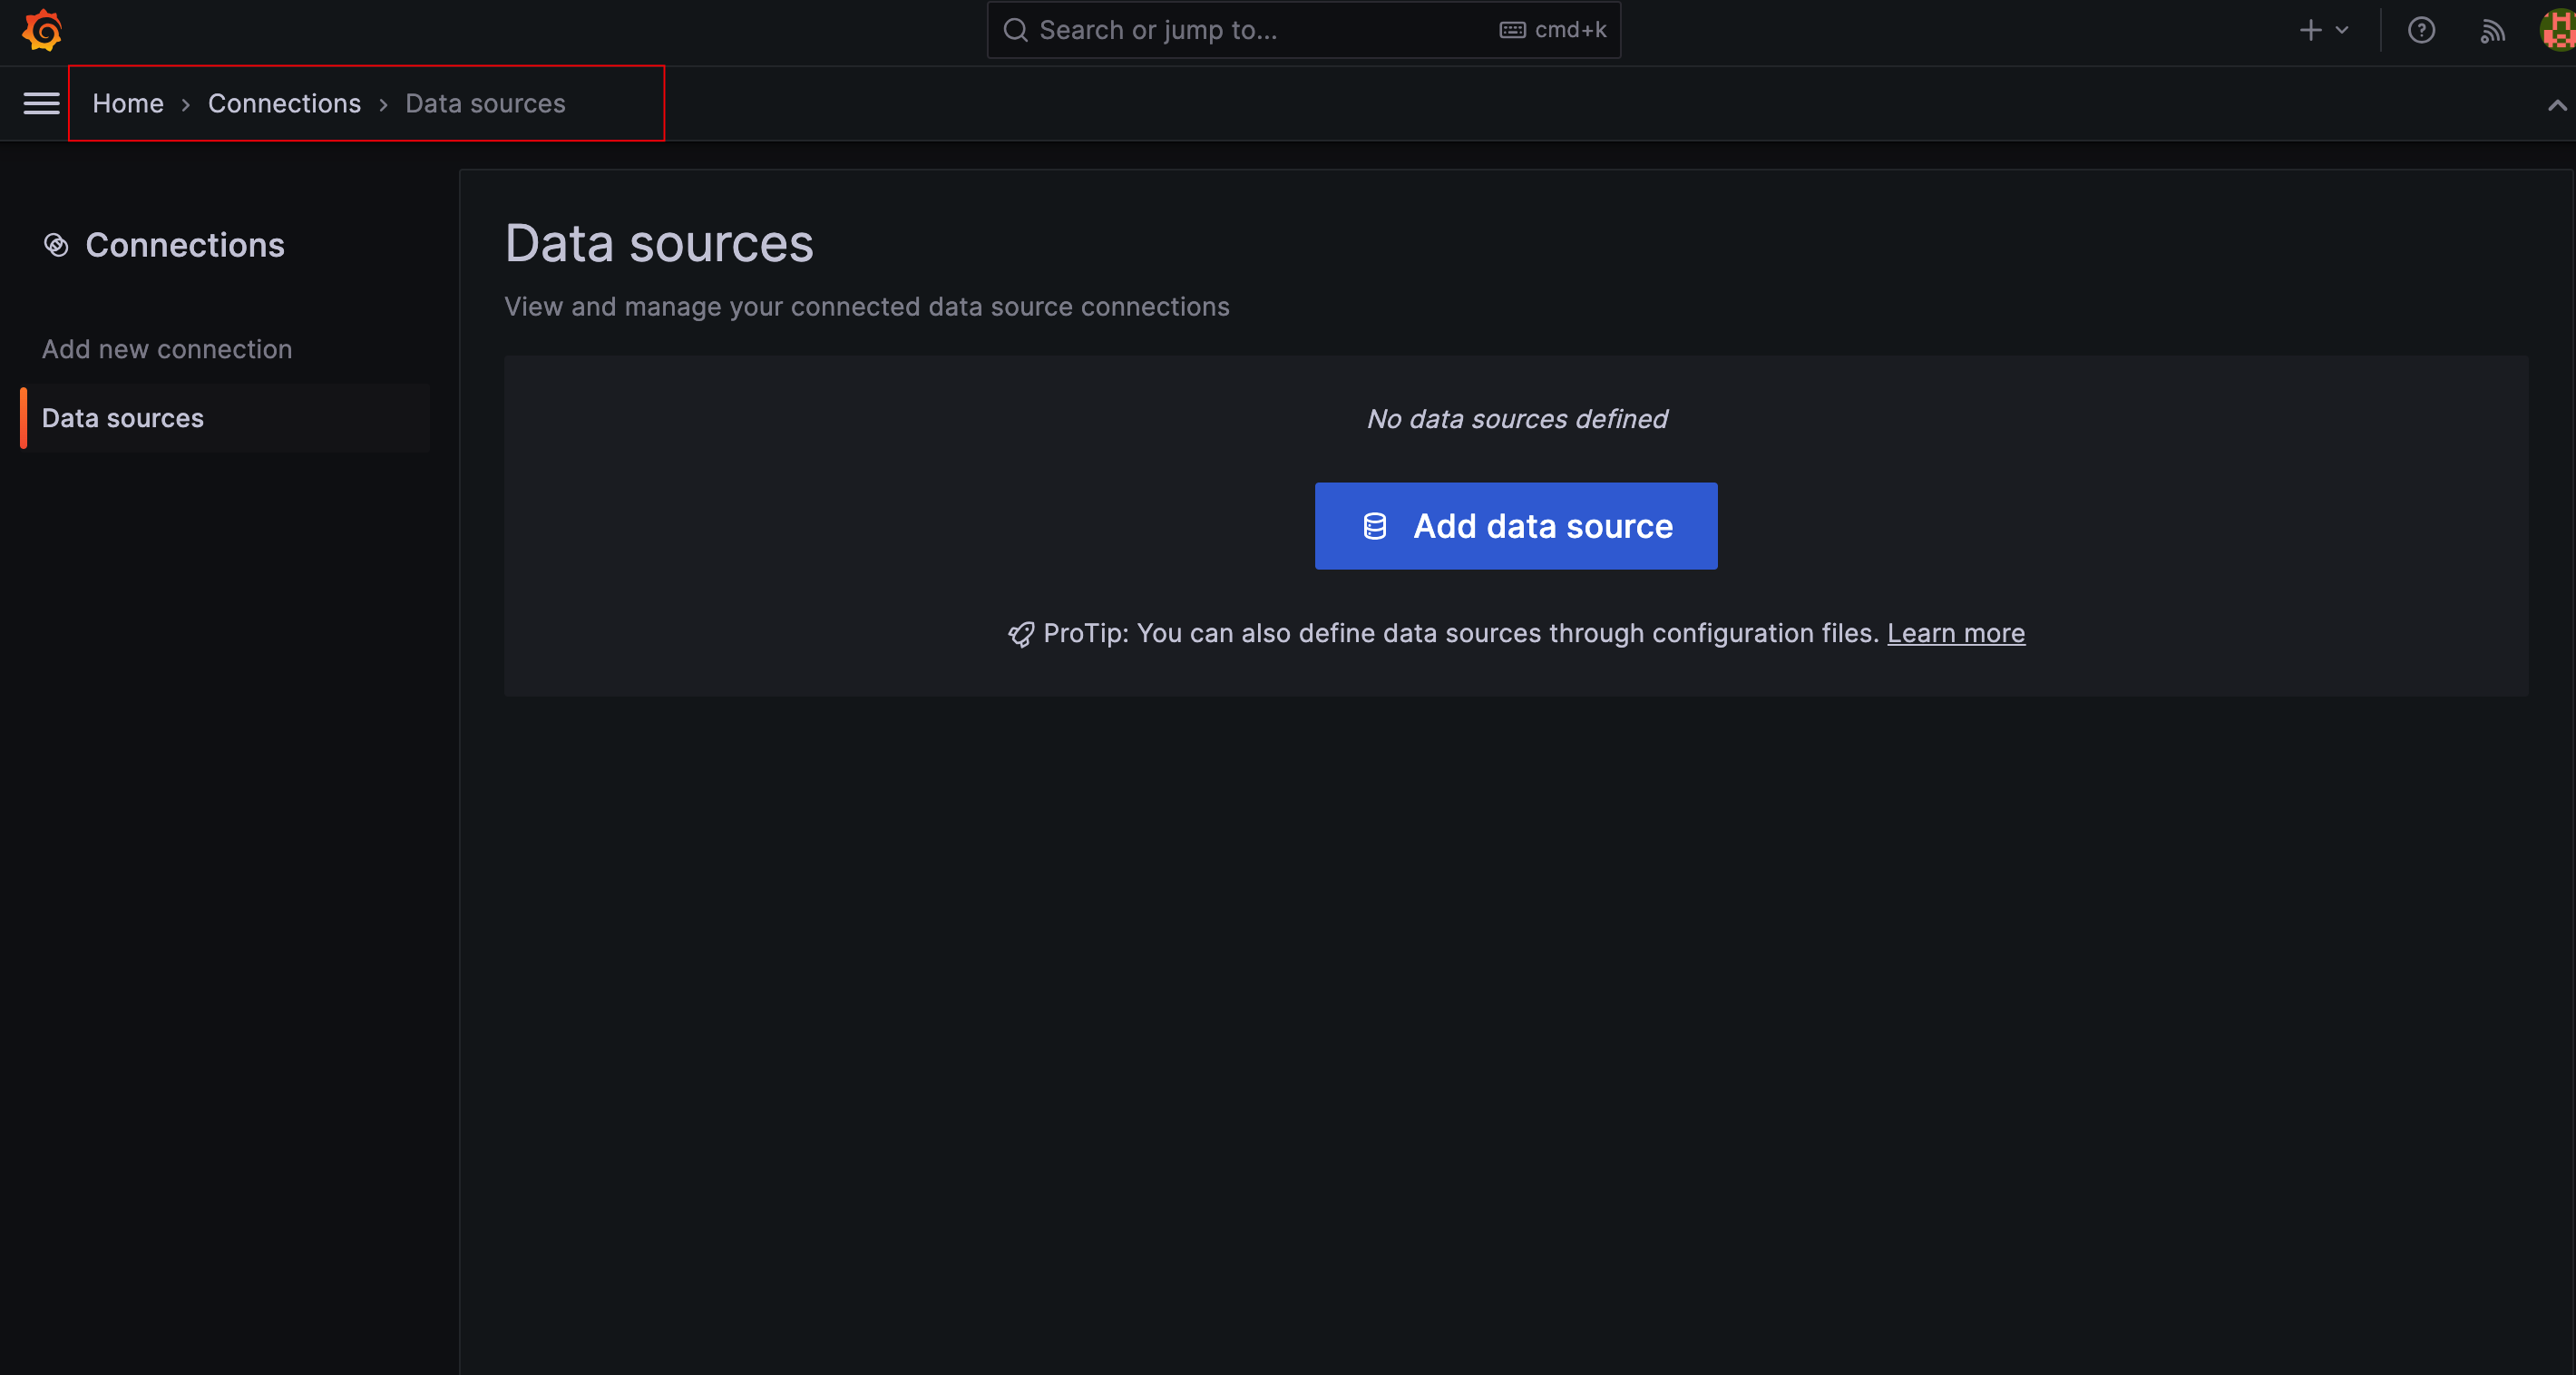 Search or jump to... cmd+k
Home › Connections › Data sources
Connections
Add new connection
Data sources
Data sources
View and manage your connected data source connections
No data sources defined
Add data source
ProTip: You can also define data sources through configuration files. Learn more